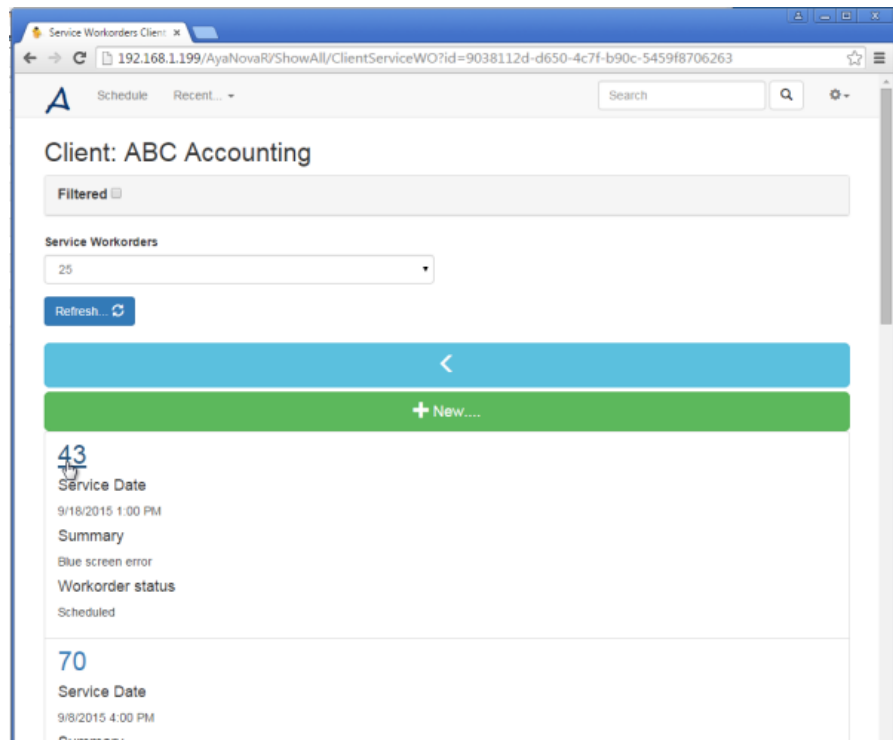 Service Workorders Client
192.168.1.199/AyaNovaRI/ShowAll/ClientServiceWO?id=9038112d-d650-4c7f-b90c-5459f8706263
Schedule Recent... Search
Client: ABC Accounting
Filtered
Service Workorders
25
Refresh...
New....
43
Service Date
9/18/2015 1:00 PM
Summary
Blue screen error
Workorder status
Scheduled
70
Service Date
9/8/2015 4:00 PM
Summary